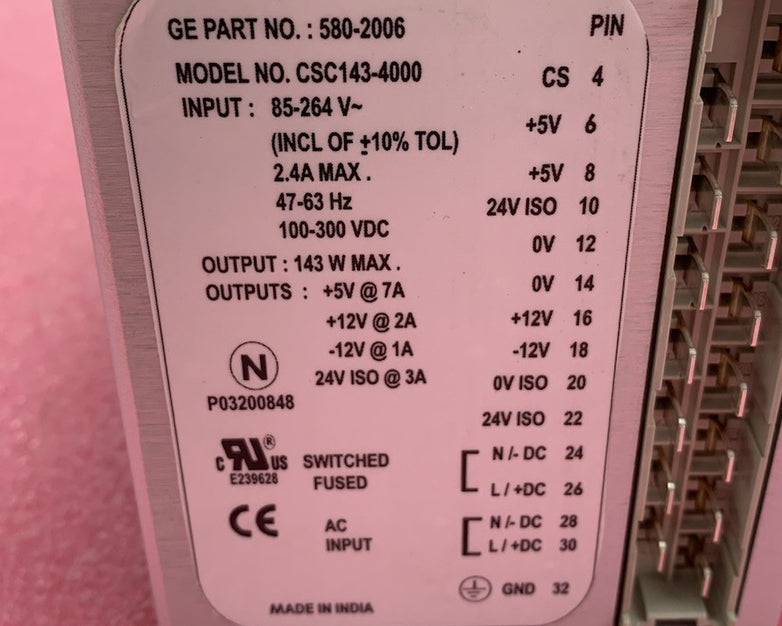 GE PART NO. : 580-2006 PIN
MODEL NO. CSC143-4000 CS 4
INPUT : 85-264 V~ +5V 6
(INCL OF ±10% TOL)
2.4A MAX . +5V 8
47-63 Hz 24V ISO 10
100-300 VDC 0V 12
OUTPUT : 143 W MAX . 0V 14
OUTPUTS : +5V @ 7A
+12V @ 2A +12V 16
-12V @ 1A -12V 18
24V ISO @ 3A 0V ISO 20
N
P03200848 24V ISO 22
c RU ® US SWITCHED N /- DC 24
E239628 FUSED L / +DC 26
CE AC N /- DC 28
INPUT L / +DC 30
GND 32
MADE IN INDIA